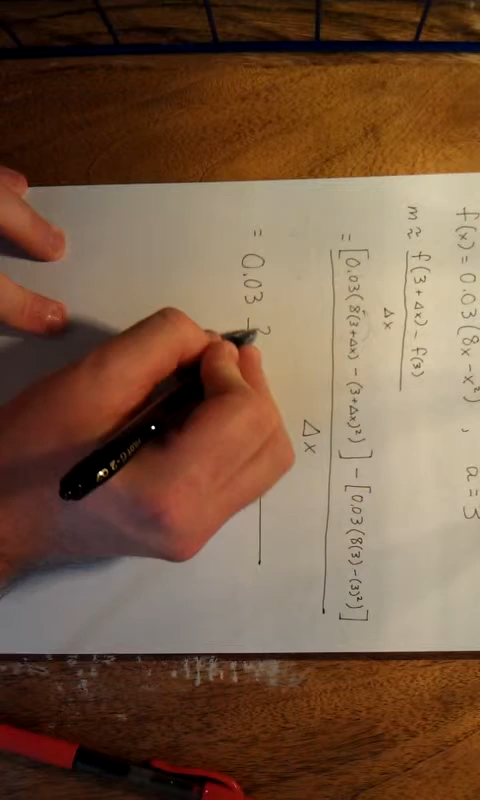 f(x) = 0.03(8x-x²) , a = 3
m ≈ f(3+Δx) - f(3)
Δx
= [0.03(8(3+Δx) - (3+Δx)²)] - [0.03(8(3)-(3)²)]
Δx
= 0.03